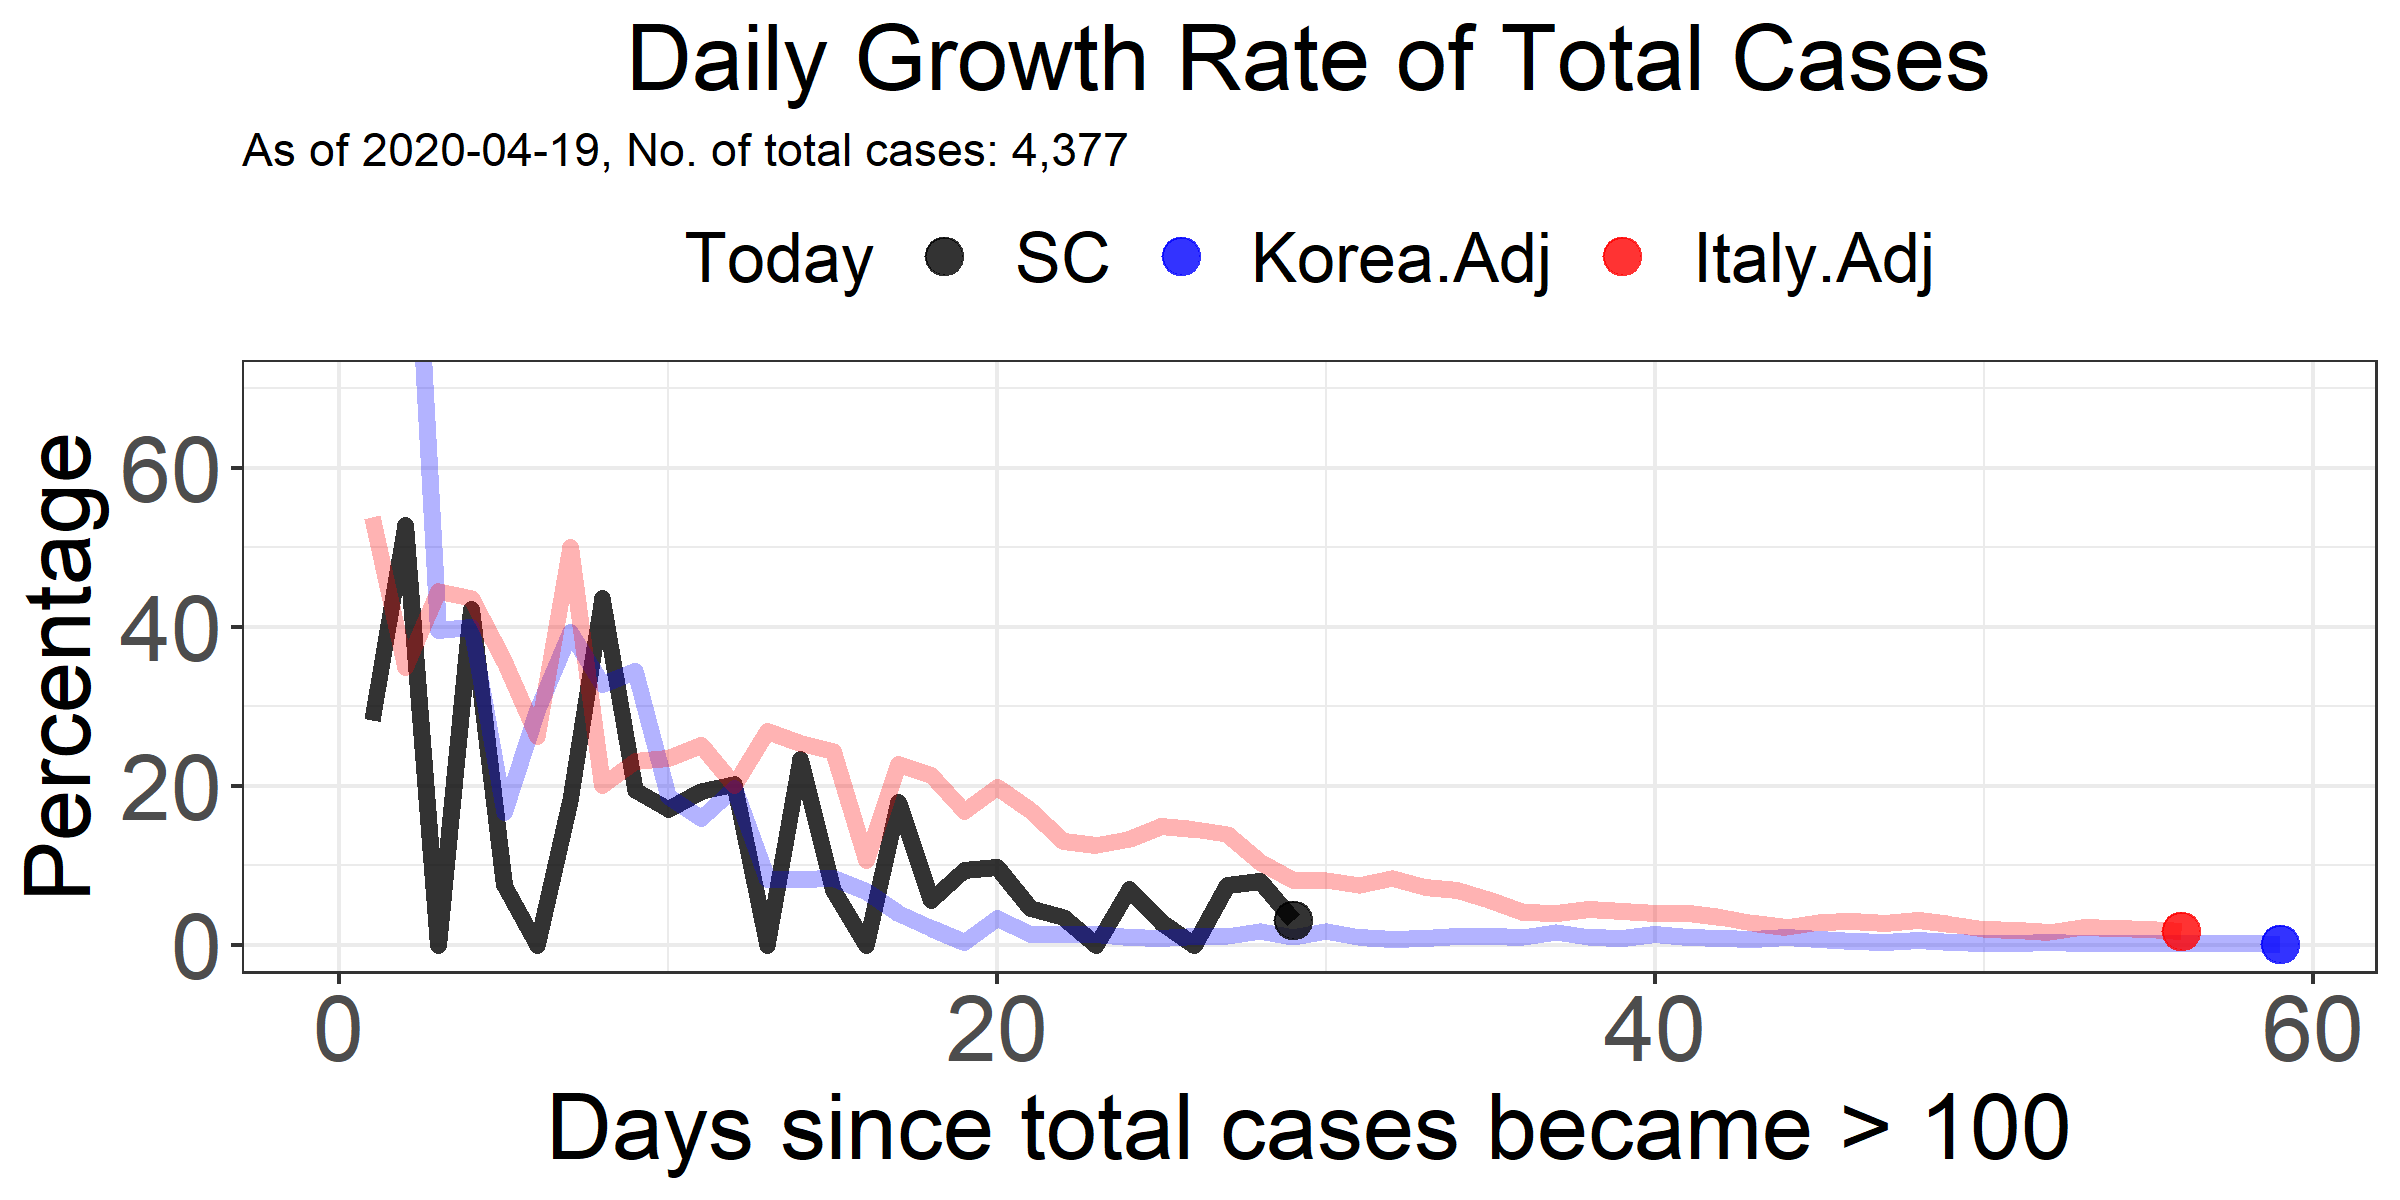 Daily Growth Rate of Total Cases
As of 2020-04-19, No. of total cases: 4,377
Today SC Korea.Adj Italy.Adj
Percentage
60
40
20
0
0 20 40 60
Days since total cases became > 100